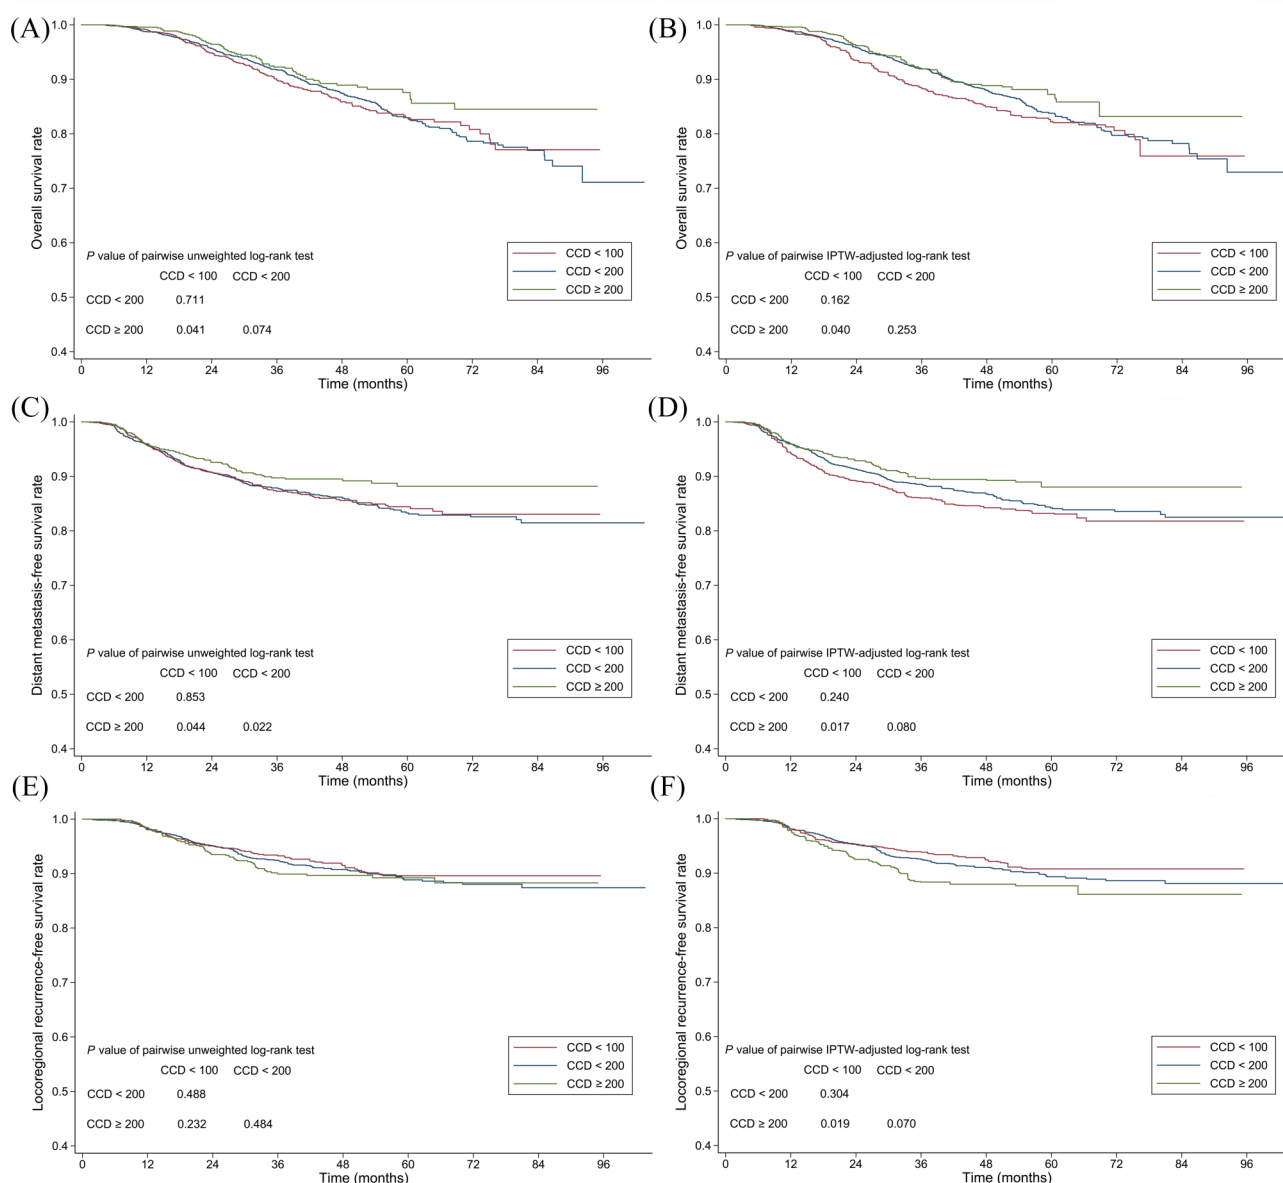 (A)
Overall survival rate
1.0
0.9
0.8
0.7
0.6
0.5
0.4
P value of pairwise unweighted log-rank test
CCD < 100 CCD < 200
CCD < 200 0.711
CCD ≥ 200 0.041 0.074
CCD < 100
CCD < 200
CCD ≥ 200
0 12 24 36 48 60 72 84 96
Time (months)
(B)
Overall survival rate
1.0
0.9
0.8
0.7
0.6
0.5
0.4
P value of pairwise IPTW-adjusted log-rank test
CCD < 100 CCD < 200
CCD < 200 0.162
CCD ≥ 200 0.040 0.253
CCD < 100
CCD < 200
CCD ≥ 200
0 12 24 36 48 60 72 84 96
Time (months)
(C)
Distant metastasis-free survival rate
1.0
0.9
0.8
0.7
0.6
0.5
0.4
P value of pairwise unweighted log-rank test
CCD < 100 CCD < 200
CCD < 200 0.853
CCD ≥ 200 0.044 0.022
CCD < 100
CCD < 200
CCD ≥ 200
0 12 24 36 48 60 72 84 96
Time (months)
(D)
Distant metastasis-free survival rate
1.0
0.9
0.8
0.7
0.6
0.5
0.4
P value of pairwise IPTW-adjusted log-rank test
CCD < 100 CCD < 200
CCD < 200 0.240
CCD ≥ 200 0.017 0.080
CCD < 100
CCD < 200
CCD ≥ 200
0 12 24 36 48 60 72 84 96
Time (months)
(E)
Locoregional recurrence-free survival rate
1.0
0.9
0.8
0.7
0.6
0.5
0.4
P value of pairwise unweighted log-rank test
CCD < 100 CCD < 200
CCD < 200 0.488
CCD ≥ 200 0.232 0.484
CCD < 100
CCD < 200
CCD ≥ 200
0 12 24 36 48 60 72 84 96
Time (months)
(F)
Locoregional recurrence-free survival rate
1.0
0.9
0.8
0.7
0.6
0.5
0.4
P value of pairwise IPTW-adjusted log-rank test
CCD < 100 CCD < 200
CCD < 200 0.304
CCD ≥ 200 0.019 0.070
CCD < 100
CCD < 200
CCD ≥ 200
0 12 24 36 48 60 72 84 96
Time (months)